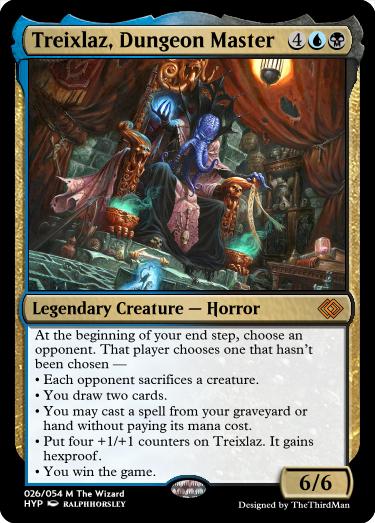 Treixlaz, Dungeon Master 4
Legendary Creature — Horror
At the beginning of your end step, choose an
opponent. That player chooses one that hasn't
been chosen —
• Each opponent sacrifices a creature.
• You draw two cards.
• You may cast a spell from your graveyard or
hand without paying its mana cost.
• Put four +1/+1 counters on Treixlaz. It gains
hexproof.
• You win the game.
6/6
026/054 M The Wizard
HYP RALPHHORSLEY
Designed by TheThirdMan